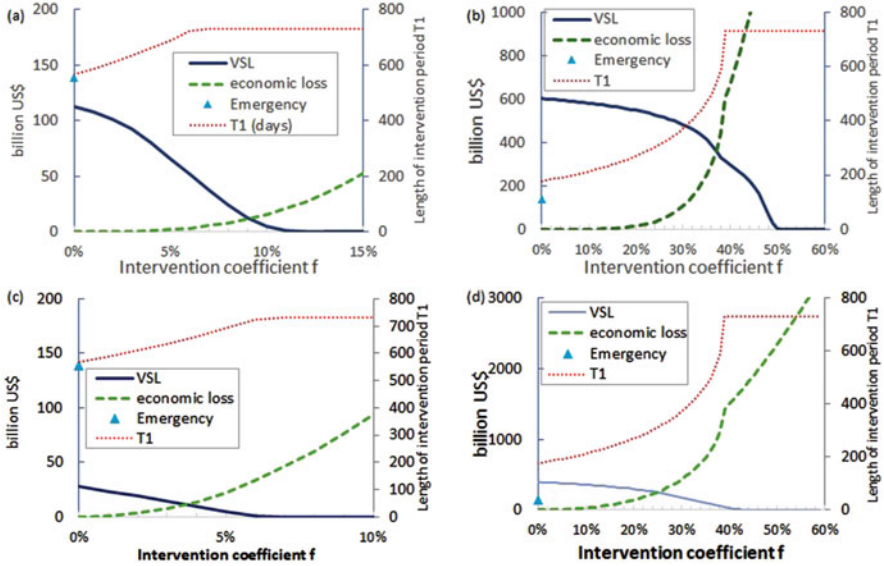 (a)
200
150
100
50
0
billion US$
VSL
economic loss
Emergency
T1 (days)
800
600
400
200
0
Length of intervention period T1
0%
5%
10%
15%
Intervention coefficient f
(b)
1000
800
600
400
200
0
billion US$
VSL
economic loss
Emergency
T1
800
600
400
200
0
Length of intervention period T1
0%
10%
20%
30%
40%
50%
60%
Intervention coefficient f
(c)
200
150
100
50
0
billion US$
VSL
economic loss
Emergency
T1
800
700
600
500
400
300
200
100
0
Length of intervention period T1
0%
5%
10%
Intervention coefficient f
(d)
3000
2000
1000
0
billion US$
VSL
economic loss
Emergency
T1
800
600
400
200
0
Length of intervention period T1
0%
10%
20%
30%
40%
50%
60%
Intervention coefficient f